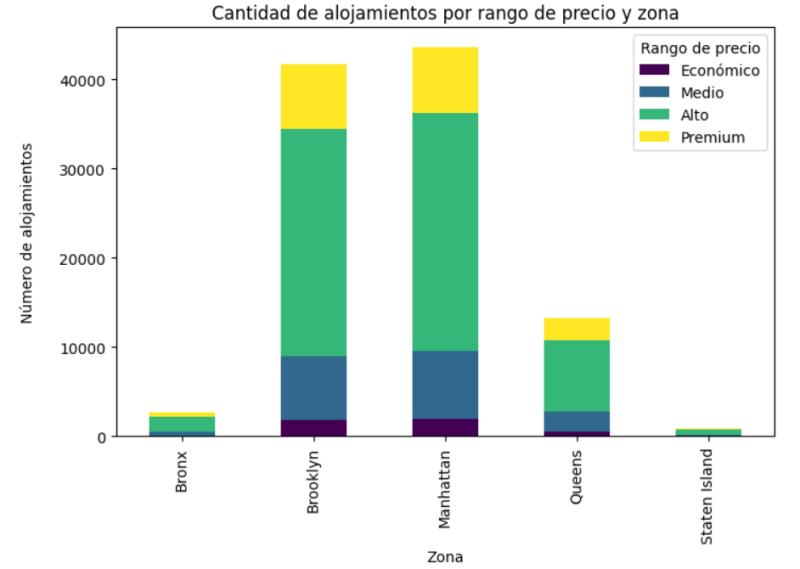 Cantidad de alojamientos por rango de precio y zona
Rango de precio
Económico
Medio
Alto
Premium
Número de alojamientos
40000
30000
20000
10000
0
Bronx
Brooklyn
Manhattan
Queens
Staten Island
Zona